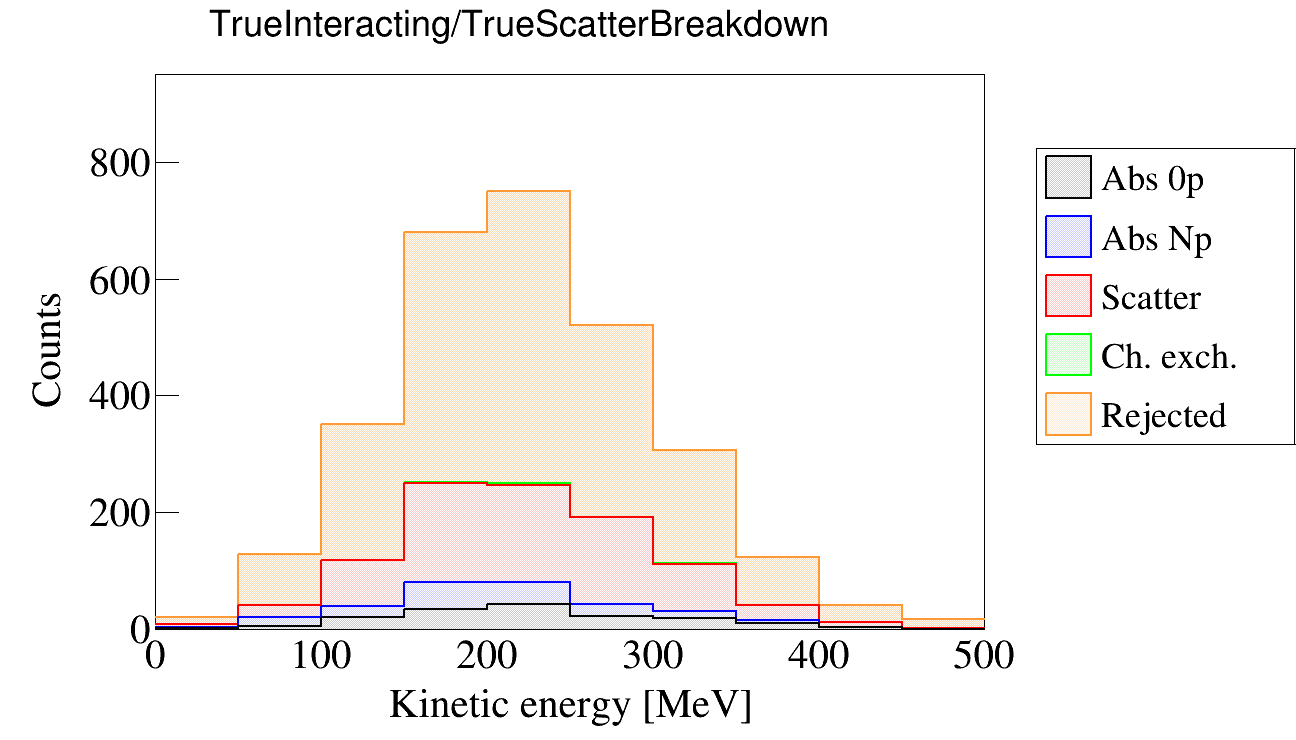 TrueInteracting/TrueScatterBreakdown
Counts
800
600
400
200
0
0 100 200 300 400 500
Kinetic energy [MeV]
Abs 0p
Abs Np
Scatter
Ch. exch.
Rejected